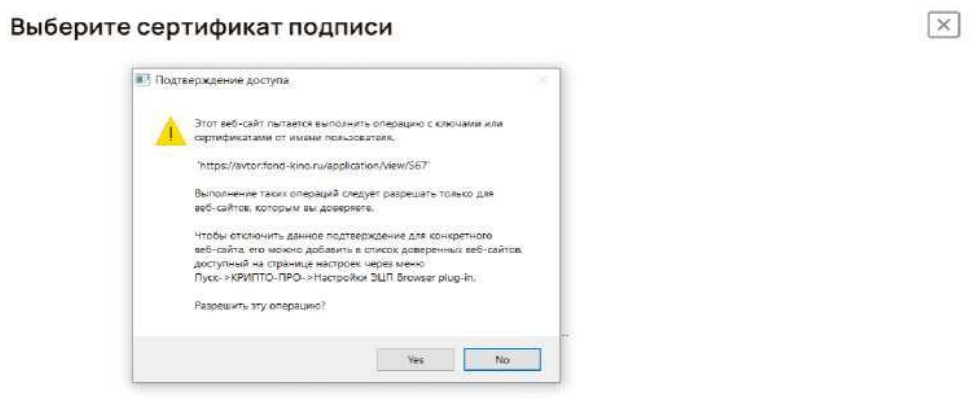 Выберите сертификат подписи
Подтверждение доступа
Этот веб-сайт пытается выполнить операцию с ключами или
сертификатами от имени пользователя.
'https://avtor.fond-kino.ru/application/view/567'
Выполнение таких операций следует разрешать только для
веб-сайтов, которым вы доверяете.
Чтобы отключить данное подтверждение для конкретного
веб-сайта, его можно добавить в список доверенных веб-сайтов,
доступный на странице настроек через меню
Пуск->КРИПТО-ПРО->Настройки ЭЦП Browser plug-in.
Разрешить эту операцию?
...
Yes
No